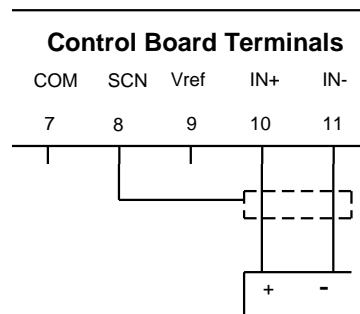 Control Board Terminals
COM SCN Vref IN+ IN-
7 8 9 10 11
+ -